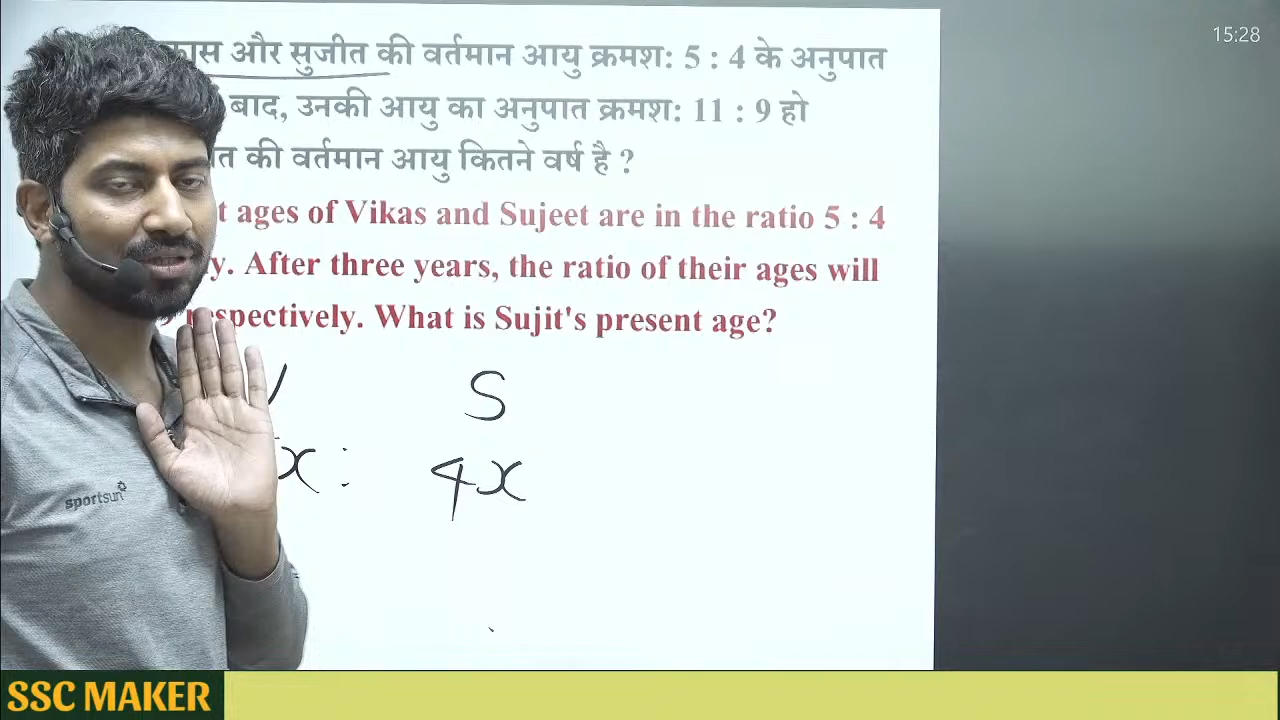 15:28
और सुजीत की वर्तमान आयु क्रमश: 5 : 4 के अनुपात
बाद, उनकी आयु का अनुपात क्रमश: 11 : 9 हो
की वर्तमान आयु कितने वर्ष है ?
ages of Vikas and Sujeet are in the ratio 5 : 4
After three years, the ratio of their ages will
respectively. What is Sujit's present age?
S
x : 4x
sportsun
SSC MAKER